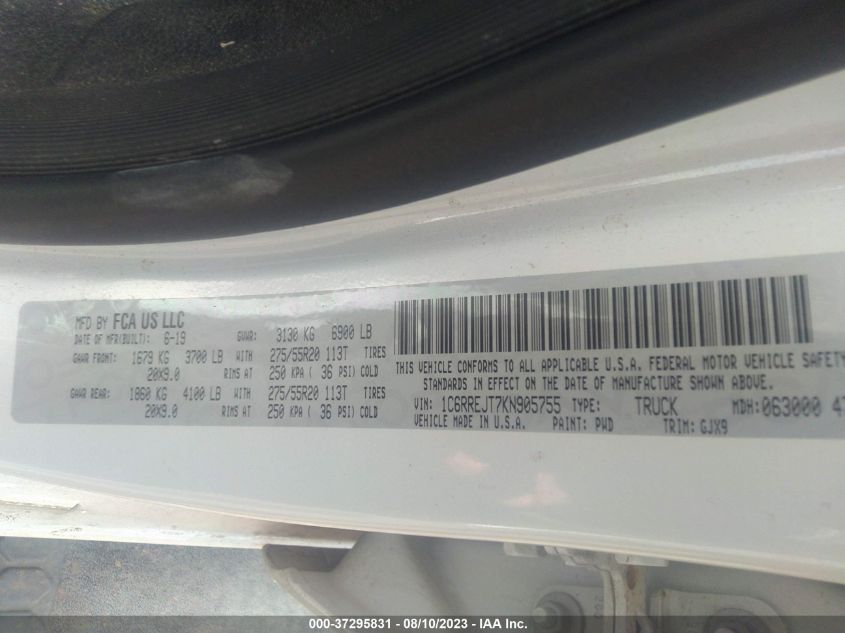 MFD BY FCA US LLC
DATE OF MFR(BUILT): 6-19 GVWR: 3130 KG 6900 LB
GAWR FRONT: 1679 KG 3700 LB WITH 275/55R20 113T TIRES
20X9.0 RIMS AT 250 KPA ( 36 PSI) COLD
GAWR REAR: 1860 KG 4100 LB WITH 275/55R20 113T TIRES
20X9.0 RIMS AT 250 KPA ( 36 PSI) COLD
THIS VEHICLE CONFORMS TO ALL APPLICABLE U.S.A. FEDERAL MOTOR VEHICLE SAFETY
STANDARDS IN EFFECT ON THE DATE OF MANUFACTURE SHOWN ABOVE.
VIN: 1C6RREJT7KN905755 TYPE: TRUCK MDH: 063000 47
VEHICLE MADE IN U.S.A. PAINT: PWD TRIM: GJX9
000-37295831 - 08/10/2023 - IAA Inc.